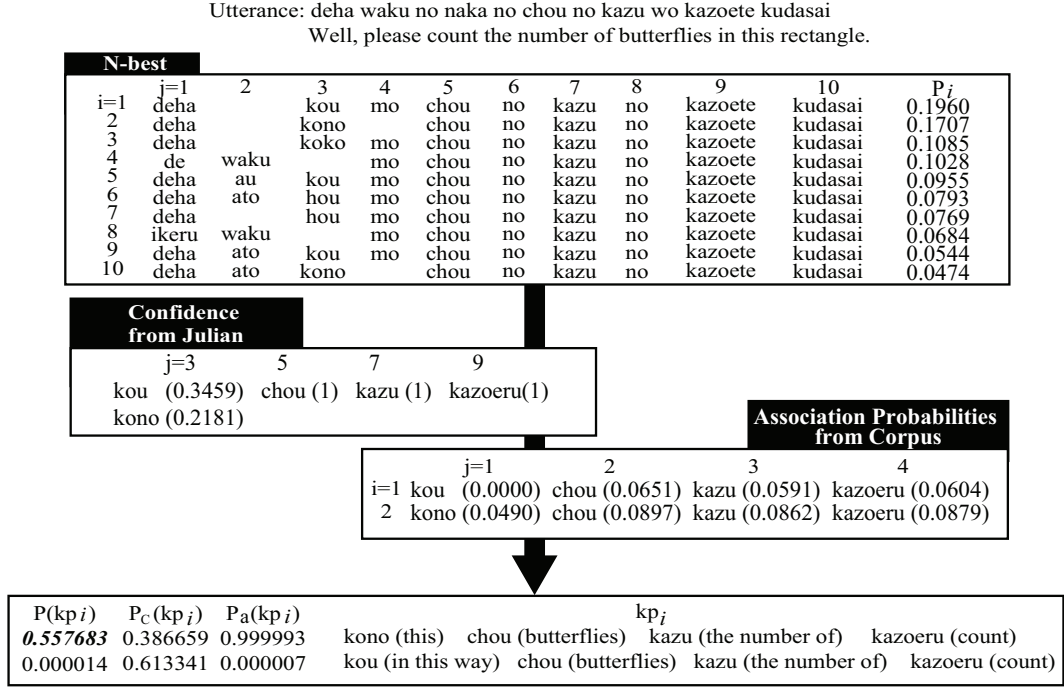 Utterance: deha waku no naka no chou no kazu wo kazoete kudasai
Well, please count the number of butterflies in this rectangle.
N-best
j=1 2 3 4 5 6 7 8 9 10 Pi
i=1 deha kou mo chou no kazu no kazoete kudasai 0.1960
2 deha kono chou no kazu no kazoete kudasai 0.1707
3 deha koko mo chou no kazu no kazoete kudasai 0.1085
4 de waku mo chou no kazu no kazoete kudasai 0.1028
5 deha au kou mo chou no kazu no kazoete kudasai 0.0955
6 deha ato hou mo chou no kazu no kazoete kudasai 0.0793
7 deha hou mo chou no kazu no kazoete kudasai 0.0769
8 ikeru waku mo chou no kazu no kazoete kudasai 0.0684
9 deha ato kou mo chou no kazu no kazoete kudasai 0.0544
10 deha ato kono chou no kazu no kazoete kudasai 0.0474
Confidence
from Julian
j=3 5 7 9
kou (0.3459) chou (1) kazu (1) kazoeru(1)
kono (0.2181)
Association Probabilities
from Corpus
j=1 2 3 4
i=1 kou (0.0000) chou (0.0651) kazu (0.0591) kazoeru (0.0604)
2 kono (0.0490) chou (0.0897) kazu (0.0862) kazoeru (0.0879)
P(kpi) Pc(kpi) Pa(kpi) kpi
0.557683 0.386659 0.999993 kono (this) chou (butterflies) kazu (the number of) kazoeru (count)
0.000014 0.613341 0.000007 kou (in this way) chou (butterflies) kazu (the number of) kazoeru (count)